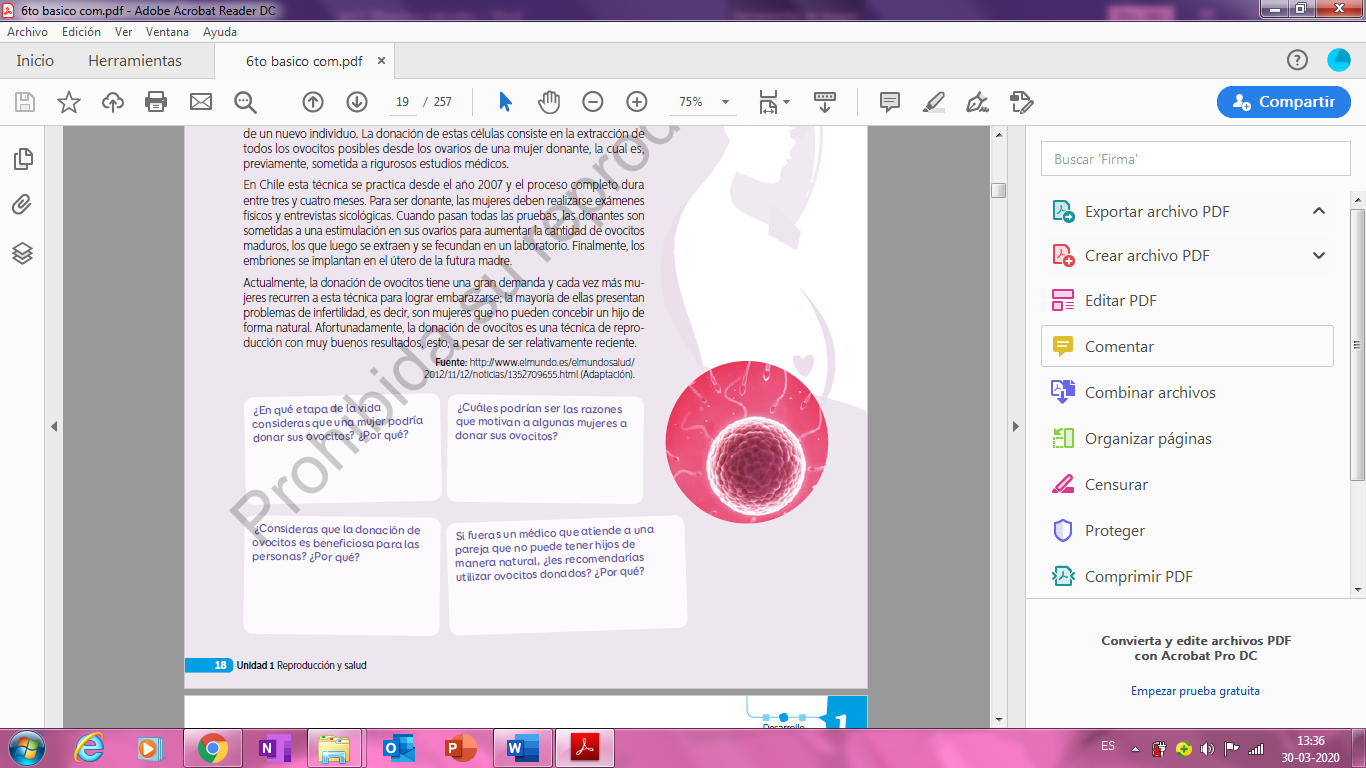 6to basico com.pdf - Adobe Acrobat Reader DC
Archivo Edición Ver Ventana Ayuda
Inicio Herramientas 6to basico com.pdf ×
19 / 257 75% Compartir
de un nuevo individuo. La donación de estas células consiste en la extracción de
todos los ovocitos posibles desde los ovarios de una mujer donante, la cual es,
previamente, sometida a rigurosos estudios médicos.
En Chile esta técnica se practica desde el año 2007 y el proceso completo dura
entre tres y cuatro meses. Para ser donante, las mujeres deben realizarse exámenes
físicos y entrevistas sicológicas. Cuando pasan todas las pruebas, las donantes son
sometidas a una estimulación en sus ovarios para aumentar la cantidad de ovocitos
maduros, los que luego se extraen y se fecundan en un laboratorio. Finalmente, los
embriones se implantan en el útero de la futura madre.
Actualmente, la donación de ovocitos tiene una gran demanda y cada vez más mu-
jeres recurren a esta técnica para lograr embarazarse; la mayoría de ellas presentan
problemas de infertilidad, es decir, son mujeres que no pueden concebir un hijo de
forma natural. Afortunadamente, la donación de ovocitos es una técnica de repro-
ducción con muy buenos resultados, esto, a pesar de ser relativamente reciente.
Fuente: http://www.elmundo.es/elmundosalud/
2012/11/12/noticias/1352709655.html (Adaptación).
¿En qué etapa de la vida
consideras que una mujer podría
donar sus ovocitos? ¿Por qué?
¿Cuáles podrían ser las razones
que motivan a algunas mujeres a
donar sus ovocitos?
¿Consideras que la donación de
ovocitos es beneficiosa para las
personas? ¿Por qué?
Si fueras un médico que atiende a una
pareja que no puede tener hijos de
manera natural, ¿les recomendarías
utilizar ovocitos donados? ¿Por qué?
Prohibida su reprod
18 Unidad 1 Reproducción y salud
Desarrollo
1
Buscar 'Firma'
Exportar archivo PDF
Crear archivo PDF
Editar PDF
Comentar
Combinar archivos
Organizar páginas
Censurar
Proteger
Comprimir PDF
Convierta y edite archivos PDF
con Acrobat Pro DC
Empezar prueba gratuita
ES 13:36
30-03-2020